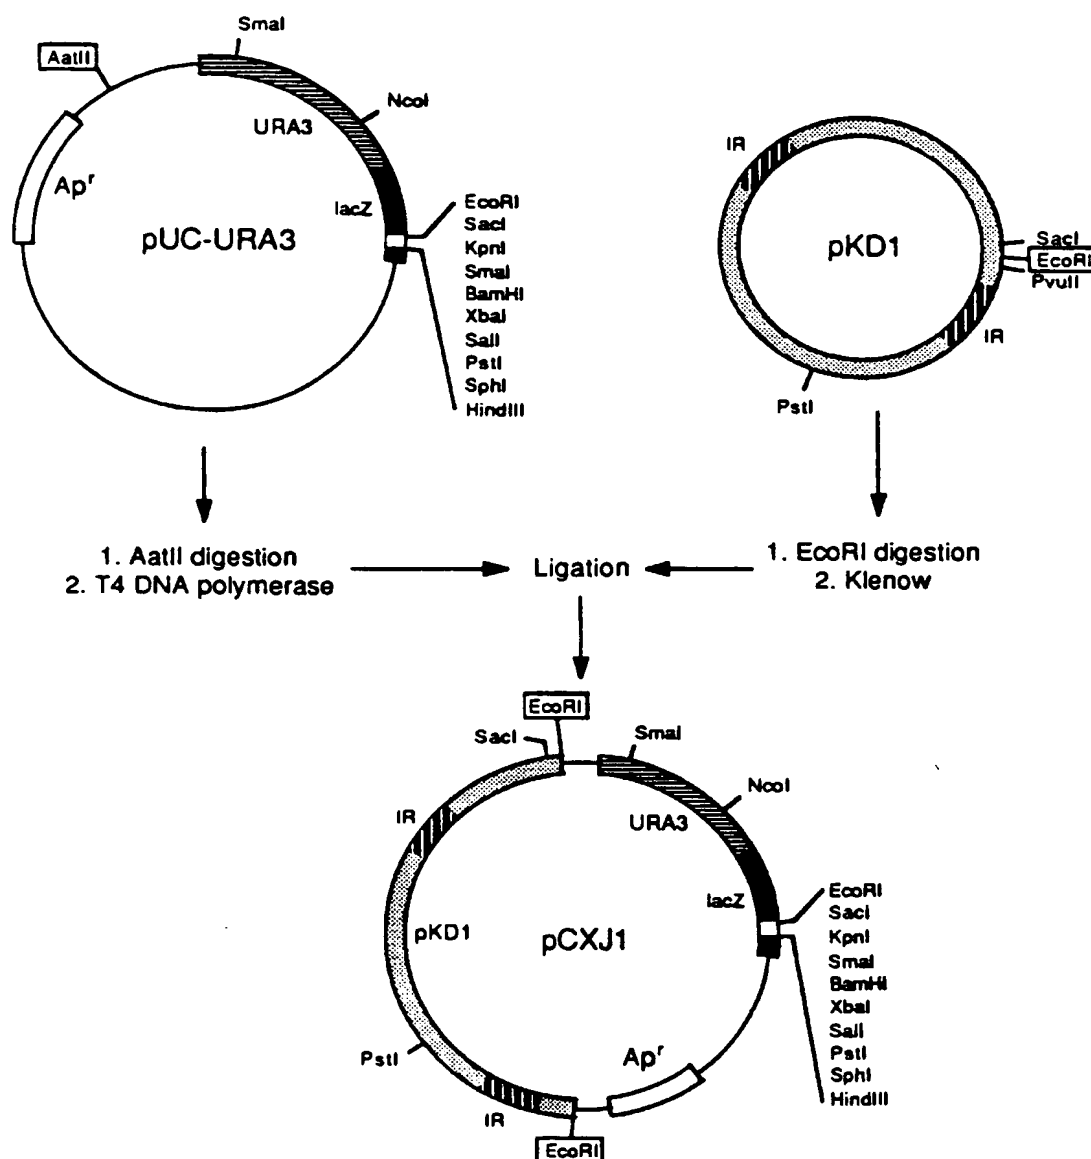 SmaI
AatII
NcoI
URA3
Apr
lacZ
pUC-URA3
EcoRI
SacI
KpnI
SmaI
BamHI
XbaI
SalI
PstI
SphI
HindIII
IR
pKD1
SacI
EcoRI
PvuII
IR
PstI
1. AatII digestion
2. T4 DNA polymerase
Ligation
1. EcoRI digestion
2. Klenow
EcoRI
SacI
SmaI
NcoI
IR
URA3
lacZ
pKD1
pCXJ1
EcoRI
SacI
KpnI
SmaI
BamHI
XbaI
SalI
PstI
SphI
HindIII
PstI
Apr
IR
EcoRI